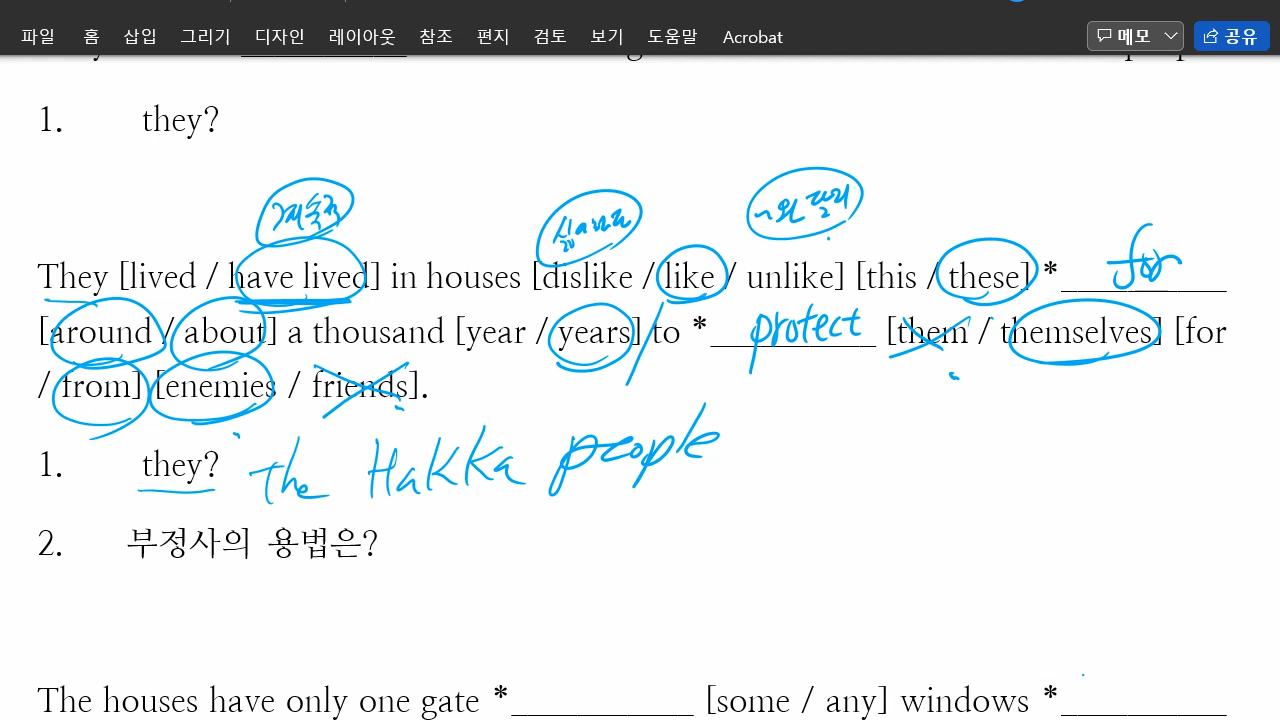 파일 홈 삽입 그리기 디자인 레이아웃 참조 편지 검토 보기 도움말 Acrobat 메모 공유
1. they?
계속적 싫어하다 ~와 달리
They [lived / have lived] in houses [dislike / like / unlike] [this / these] * for
[around / about] a thousand [year / years] to * protect [them / themselves] [for
/ from] [enemies / friends].
1. they? The Hakka people
2. 부정사의 용법은?
The houses have only one gate *__________ [some / any] windows *__________